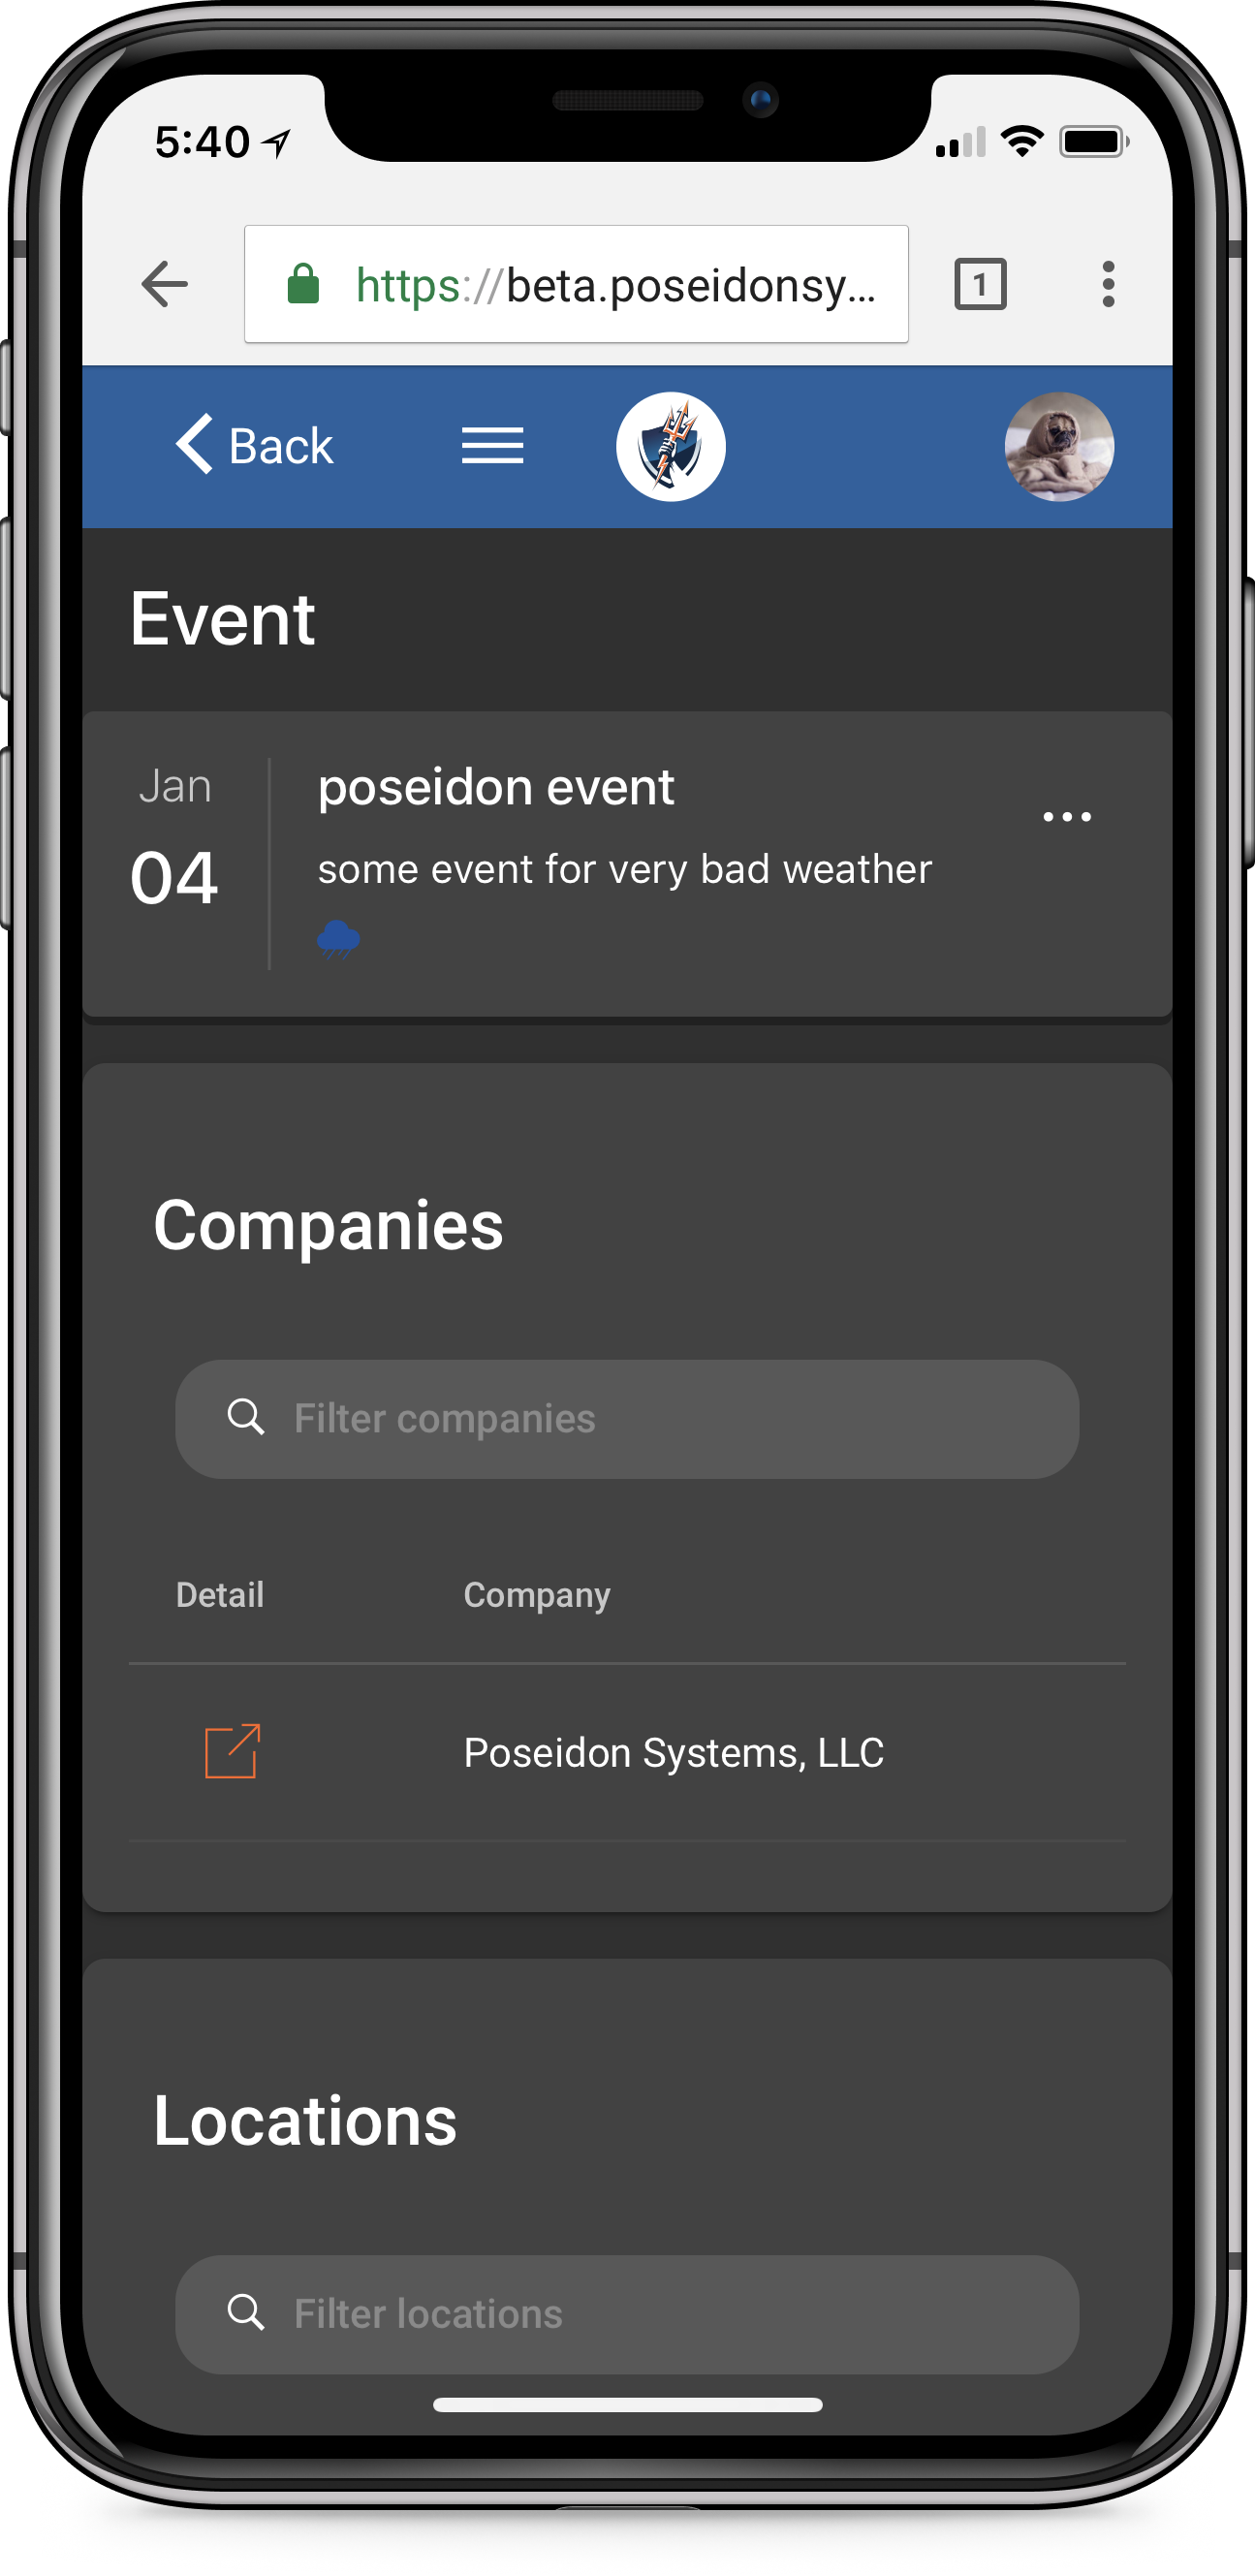 5:40
https://beta.poseidonsy...
1
Back
Event
Jan
04
poseidon event
some event for very bad weather
Companies
Filter companies
Detail Company
Poseidon Systems, LLC
Locations
Filter locations